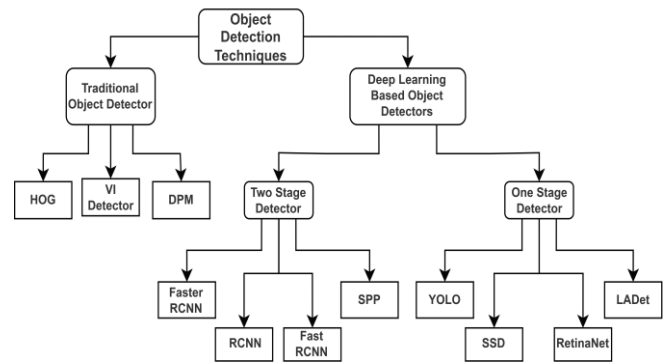 Object
Detection
Techniques
Traditional
Object Detector
Deep Learning
Based Object
Detectors
HOG
VI
Detector
DPM
Two Stage
Detector
One Stage
Detector
Faster
RCNN
SPP
YOLO
LADet
RCNN
Fast
RCNN
SSD
RetinaNet